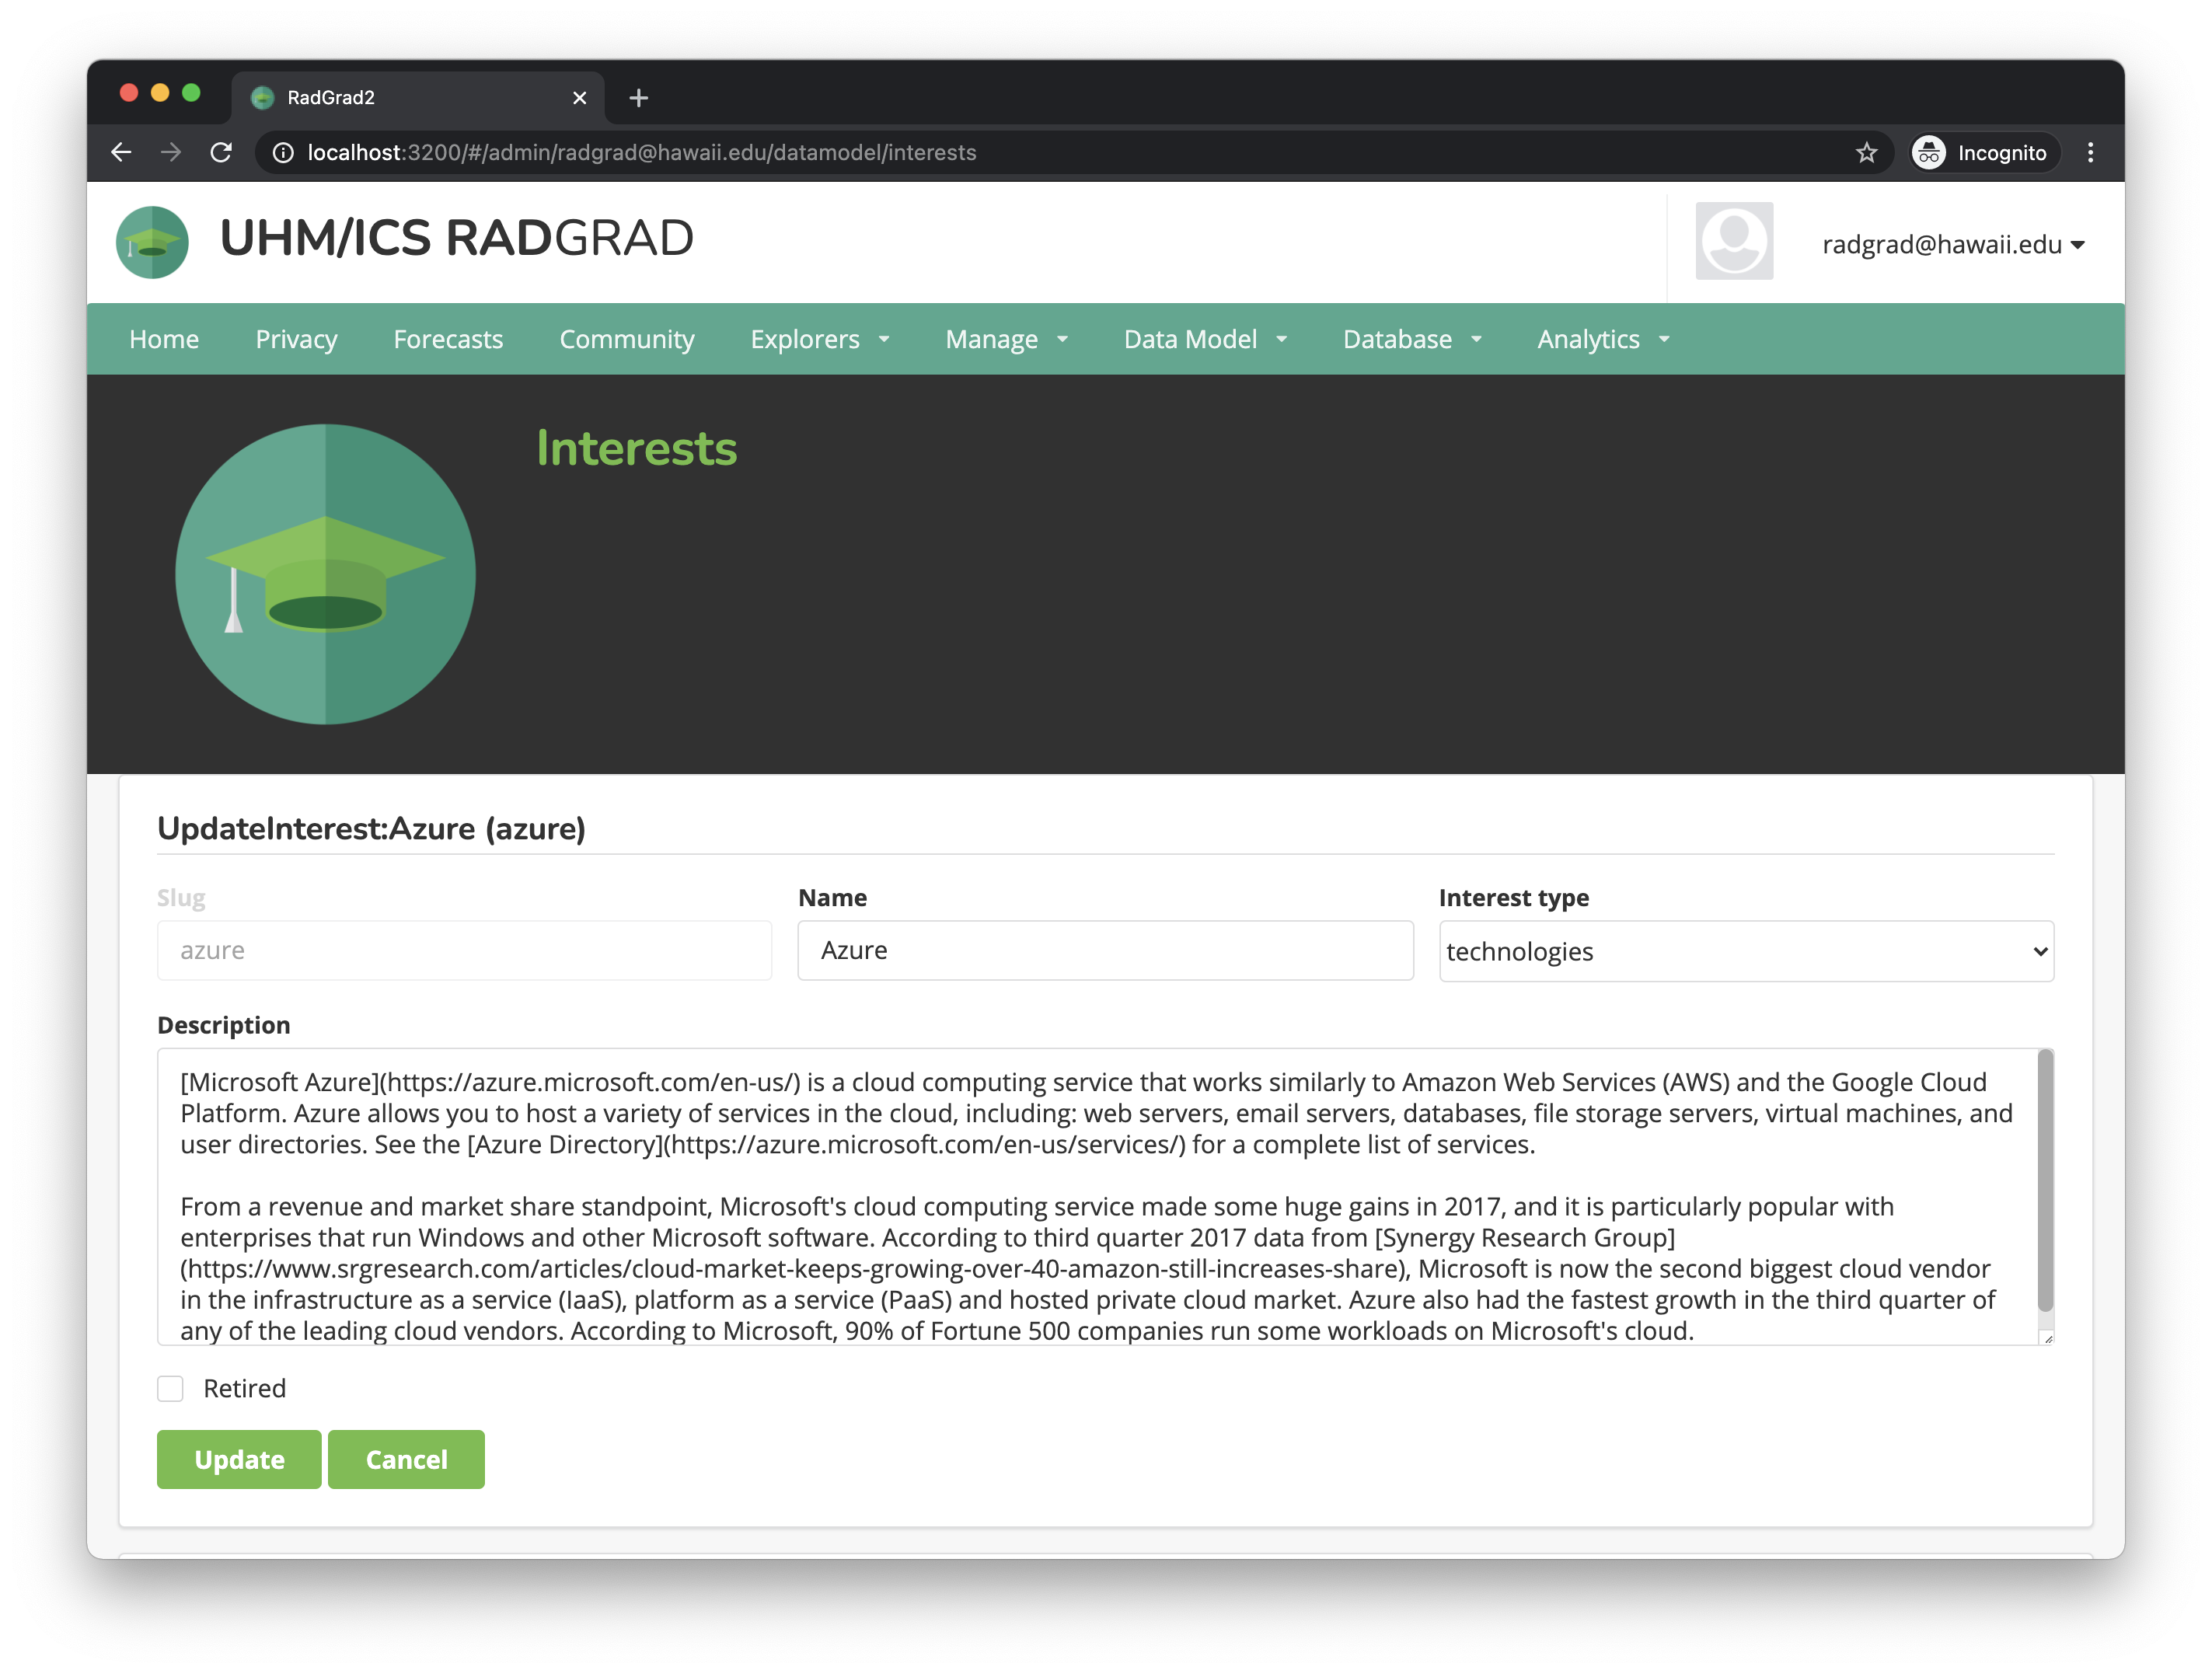 RadGrad2
localhost:3200/#/admin/radgrad@hawaii.edu/datamodel/interests
Incognito
UHM/ICS RADGRAD
radgrad@hawaii.edu
Home Privacy Forecasts Community Explorers Manage Data Model Database Analytics
Interests
UpdateInterest:Azure (azure)
Slug Name Interest type
azure Azure technologies
Description
[Microsoft Azure](https://azure.microsoft.com/en-us/) is a cloud computing service that works similarly to Amazon Web Services (AWS) and the Google Cloud
Platform. Azure allows you to host a variety of services in the cloud, including: web servers, email servers, databases, file storage servers, virtual machines, and
user directories. See the [Azure Directory](https://azure.microsoft.com/en-us/services/) for a complete list of services.
From a revenue and market share standpoint, Microsoft's cloud computing service made some huge gains in 2017, and it is particularly popular with
enterprises that run Windows and other Microsoft software. According to third quarter 2017 data from [Synergy Research Group]
(https://www.srgresearch.com/articles/cloud-market-keeps-growing-over-40-amazon-still-increases-share), Microsoft is now the second biggest cloud vendor
in the infrastructure as a service (IaaS), platform as a service (PaaS) and hosted private cloud market. Azure also had the fastest growth in the third quarter of
any of the leading cloud vendors. According to Microsoft, 90% of Fortune 500 companies run some workloads on Microsoft's cloud.
Retired
Update Cancel